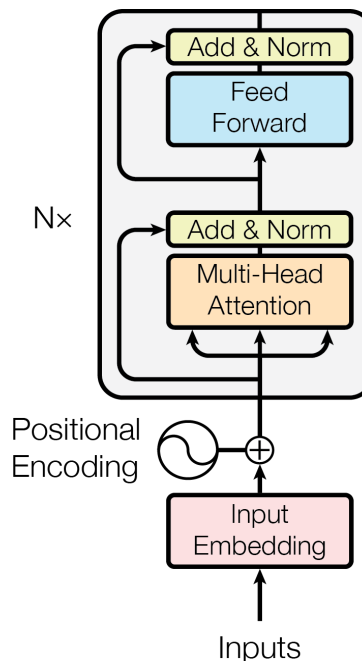 Add & Norm
Feed
Forward
N×
Add & Norm
Multi-Head
Attention
Positional
Encoding
Input
Embedding
Inputs